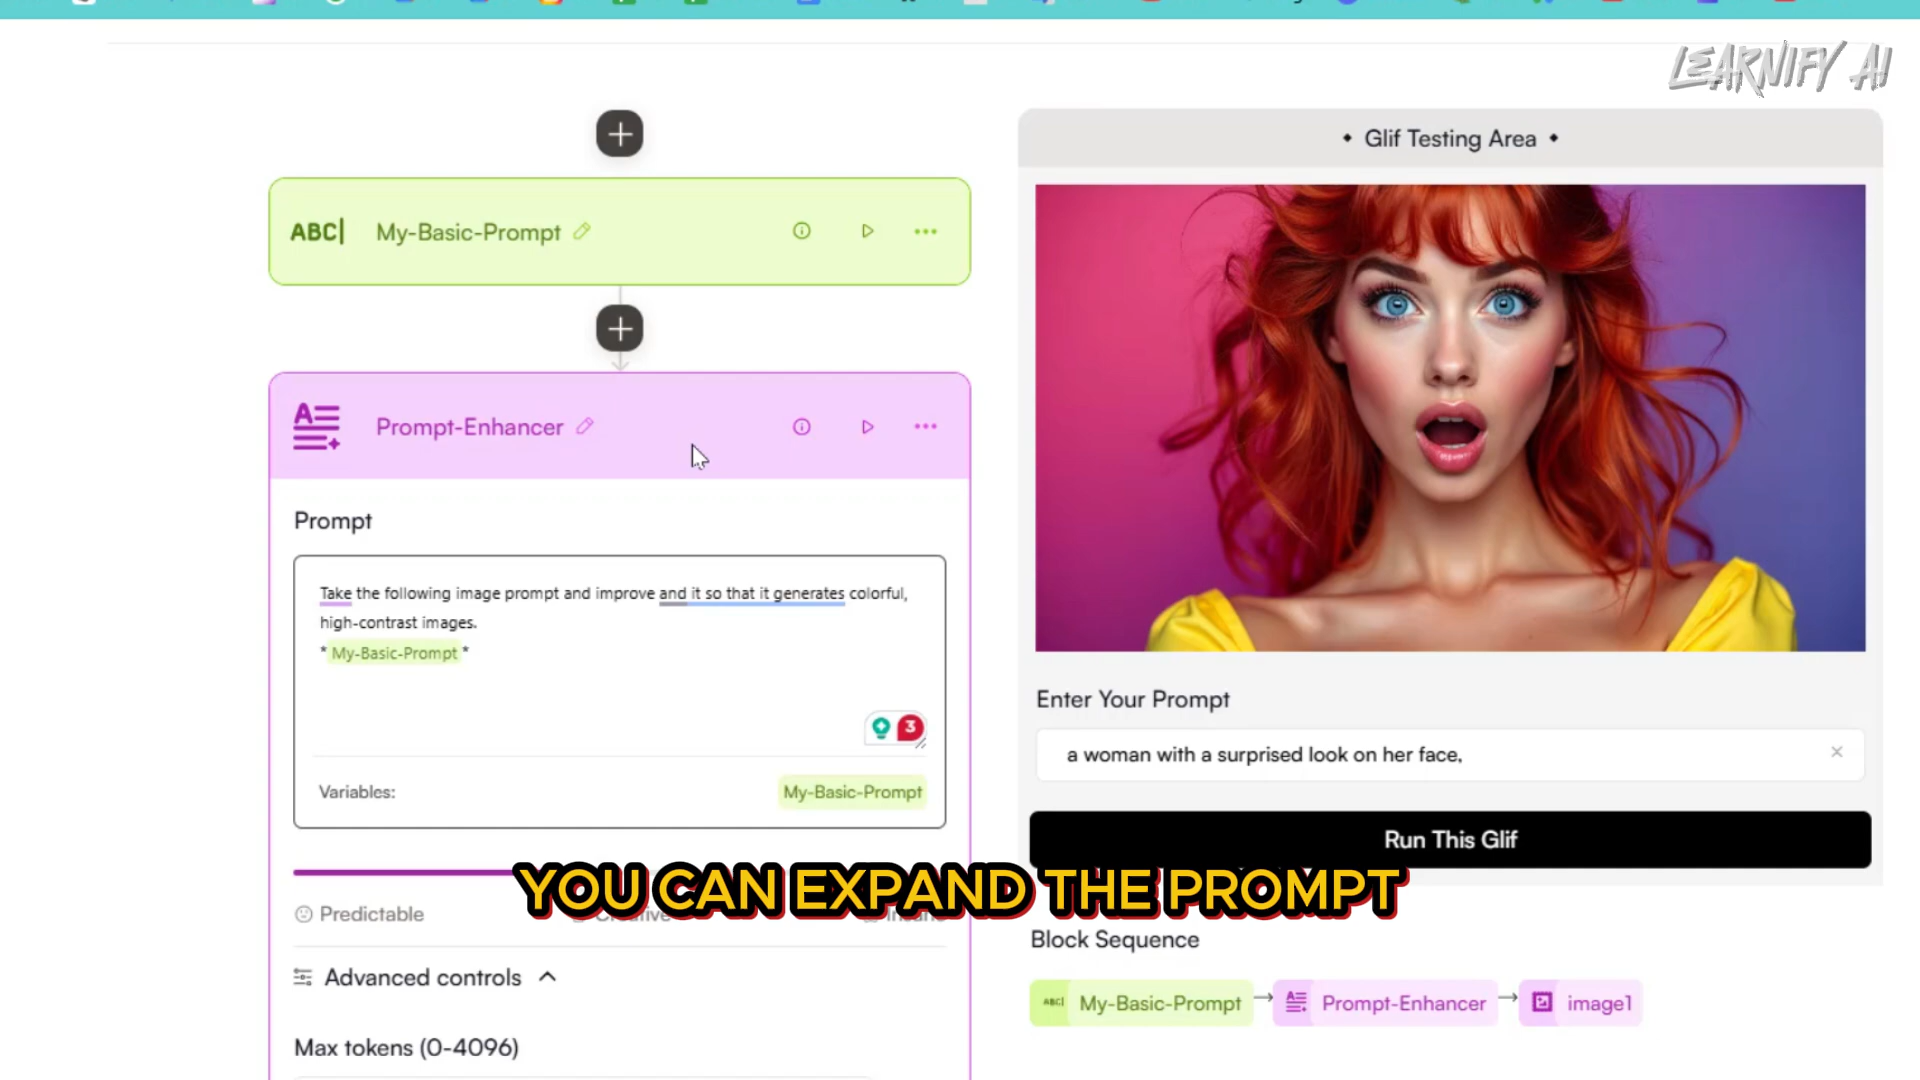 LEARNIFY AI
• Glif Testing Area •
ABC| My-Basic-Prompt
Prompt-Enhancer
Prompt
Take the following image prompt and improve and it so that it generates colorful,
high-contrast images.
* My-Basic-Prompt *
3
Variables: My-Basic-Prompt
Predictable
Advanced controls
Max tokens (0-4096)
Enter Your Prompt
a woman with a surprised look on her face,
Run This Glif
YOU CAN EXPAND THE PROMPT
Block Sequence
ABC| My-Basic-Prompt → Prompt-Enhancer → image1